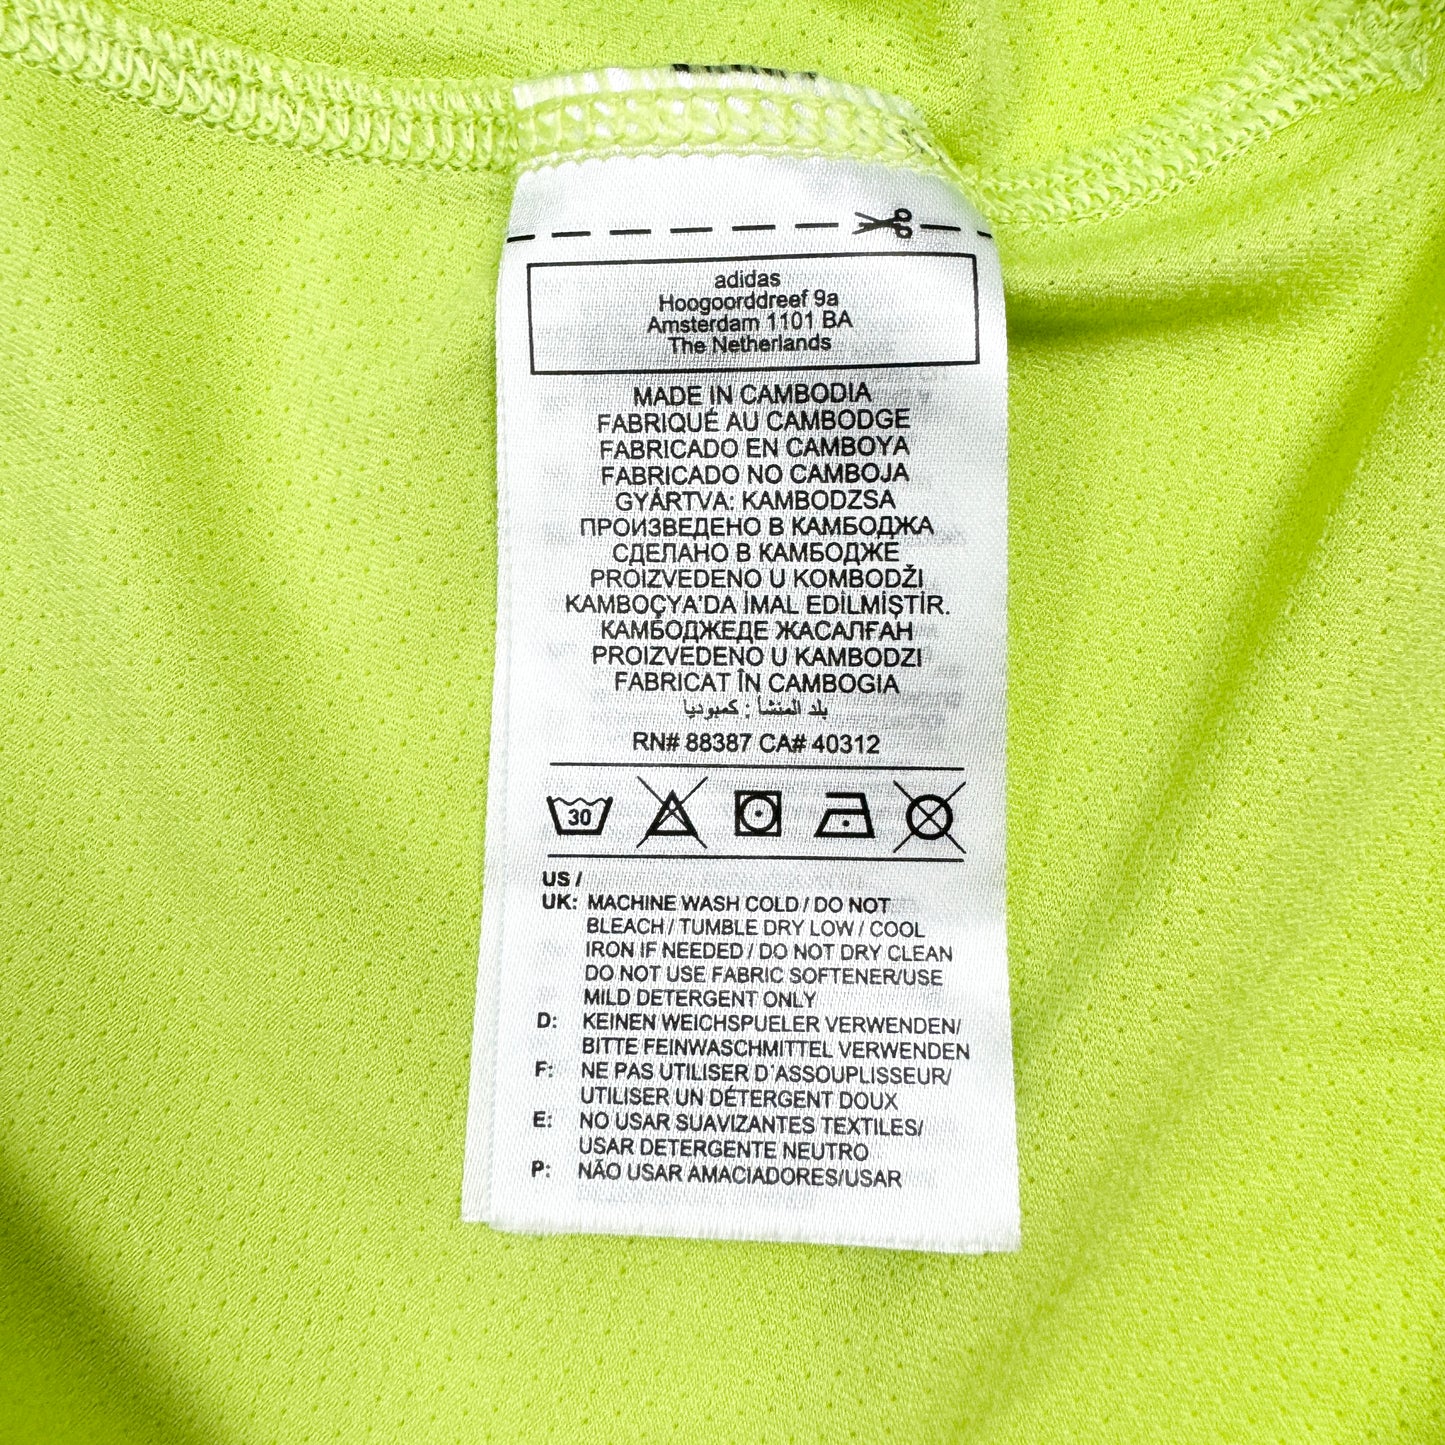 adidas
Hoogoorddreef 9a
Amsterdam 1101 BA
The Netherlands
MADE IN CAMBODIA
FABRIQUÉ AU CAMBODGE
FABRICADO EN CAMBOYA
FABRICADO NO CAMBOJA
GYÁRTVA: KAMBODZSA
ПРОИЗВЕДЕНО В КАМБОДЖА
СДЕЛАНО В КАМБОДЖЕ
PROIZVEDENO U KOMBODŽI
KAMBOÇYA'DA İMAL EDİLMİŞTİR.
КАМБОДЖЕДЕ ЖАСАЛҒАН
PROIZVEDENO U KAMBODZI
FABRICAT ÎN CAMBOGIA
بلد المنشأ : كمبوديا
RN# 88387 CA# 40312
30
US /
UK: MACHINE WASH COLD / DO NOT
BLEACH / TUMBLE DRY LOW / COOL
IRON IF NEEDED / DO NOT DRY CLEAN
DO NOT USE FABRIC SOFTENER/USE
MILD DETERGENT ONLY
D: KEINEN WEICHSPUELER VERWENDEN/
BITTE FEINWASCHMITTEL VERWENDEN
F: NE PAS UTILISER D'ASSOUPLISSEUR/
UTILISER UN DÉTERGENT DOUX
E: NO USAR SUAVIZANTES TEXTILES/
USAR DETERGENTE NEUTRO
P: NÃO USAR AMACIADORES/USAR